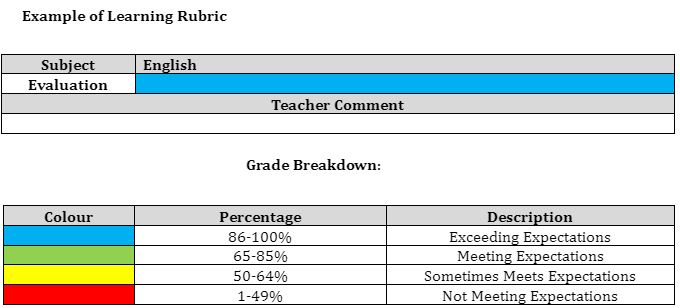 Example of Learning Rubric
Subject English
Evaluation
Teacher Comment
Grade Breakdown:
Colour Percentage Description
86-100% Exceeding Expectations
65-85% Meeting Expectations
50-64% Sometimes Meets Expectations
1-49% Not Meeting Expectations